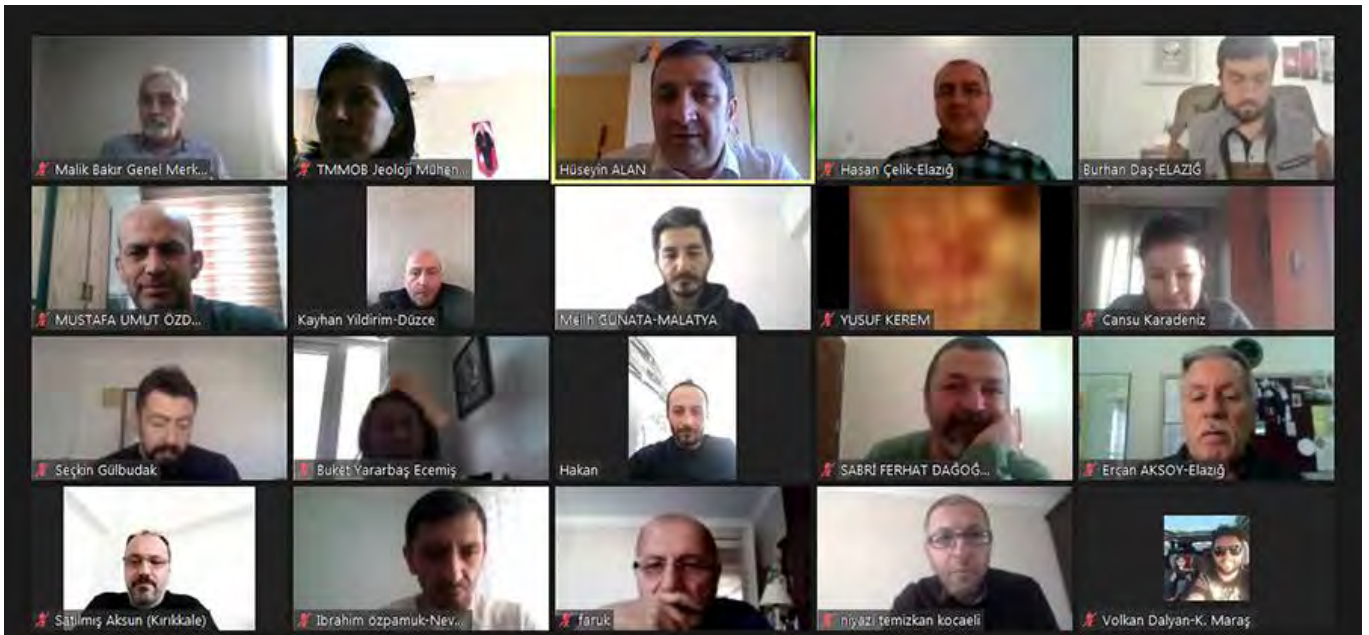 Malik Bakır Genel Merk...
TMMOB Jeoloji Mühen...
Hüseyin ALAN
Hasan Çelik-Elazığ
Burhan Daş-ELAZIĞ
MUSTAFA UMUT ÖZD...
Kayhan Yildirim-Düzce
Melih GÜNATA-MALATYA
YUSUF KEREM
Cansu Karadeniz
Seçkin Gülbudak
Buket Yararbaş Ecemiş
Hakan
SABRİ FERHAT DAĞOĞ...
Ercan AKSOY-Elazığ
Satılmış Aksun (Kırıkkale)
Ibrahim özpamuk-Nev...
faruk
niyazi temizkan kocaeli
Volkan Dalyan-K. Maraş